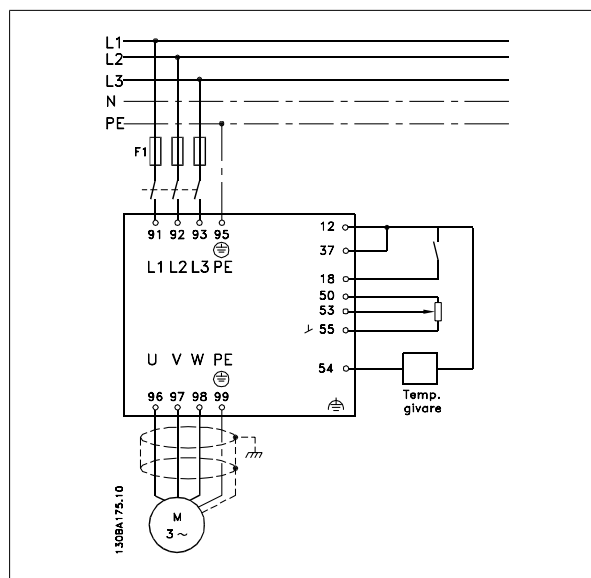 L1
L2
L3
N
PE
F1
91 92 93 95
L1 L2 L3 PE
12
37
18
50
53
55
54
Temp.
givare
U V W PE
96 97 98 99
M
3 ~
130BA175.10